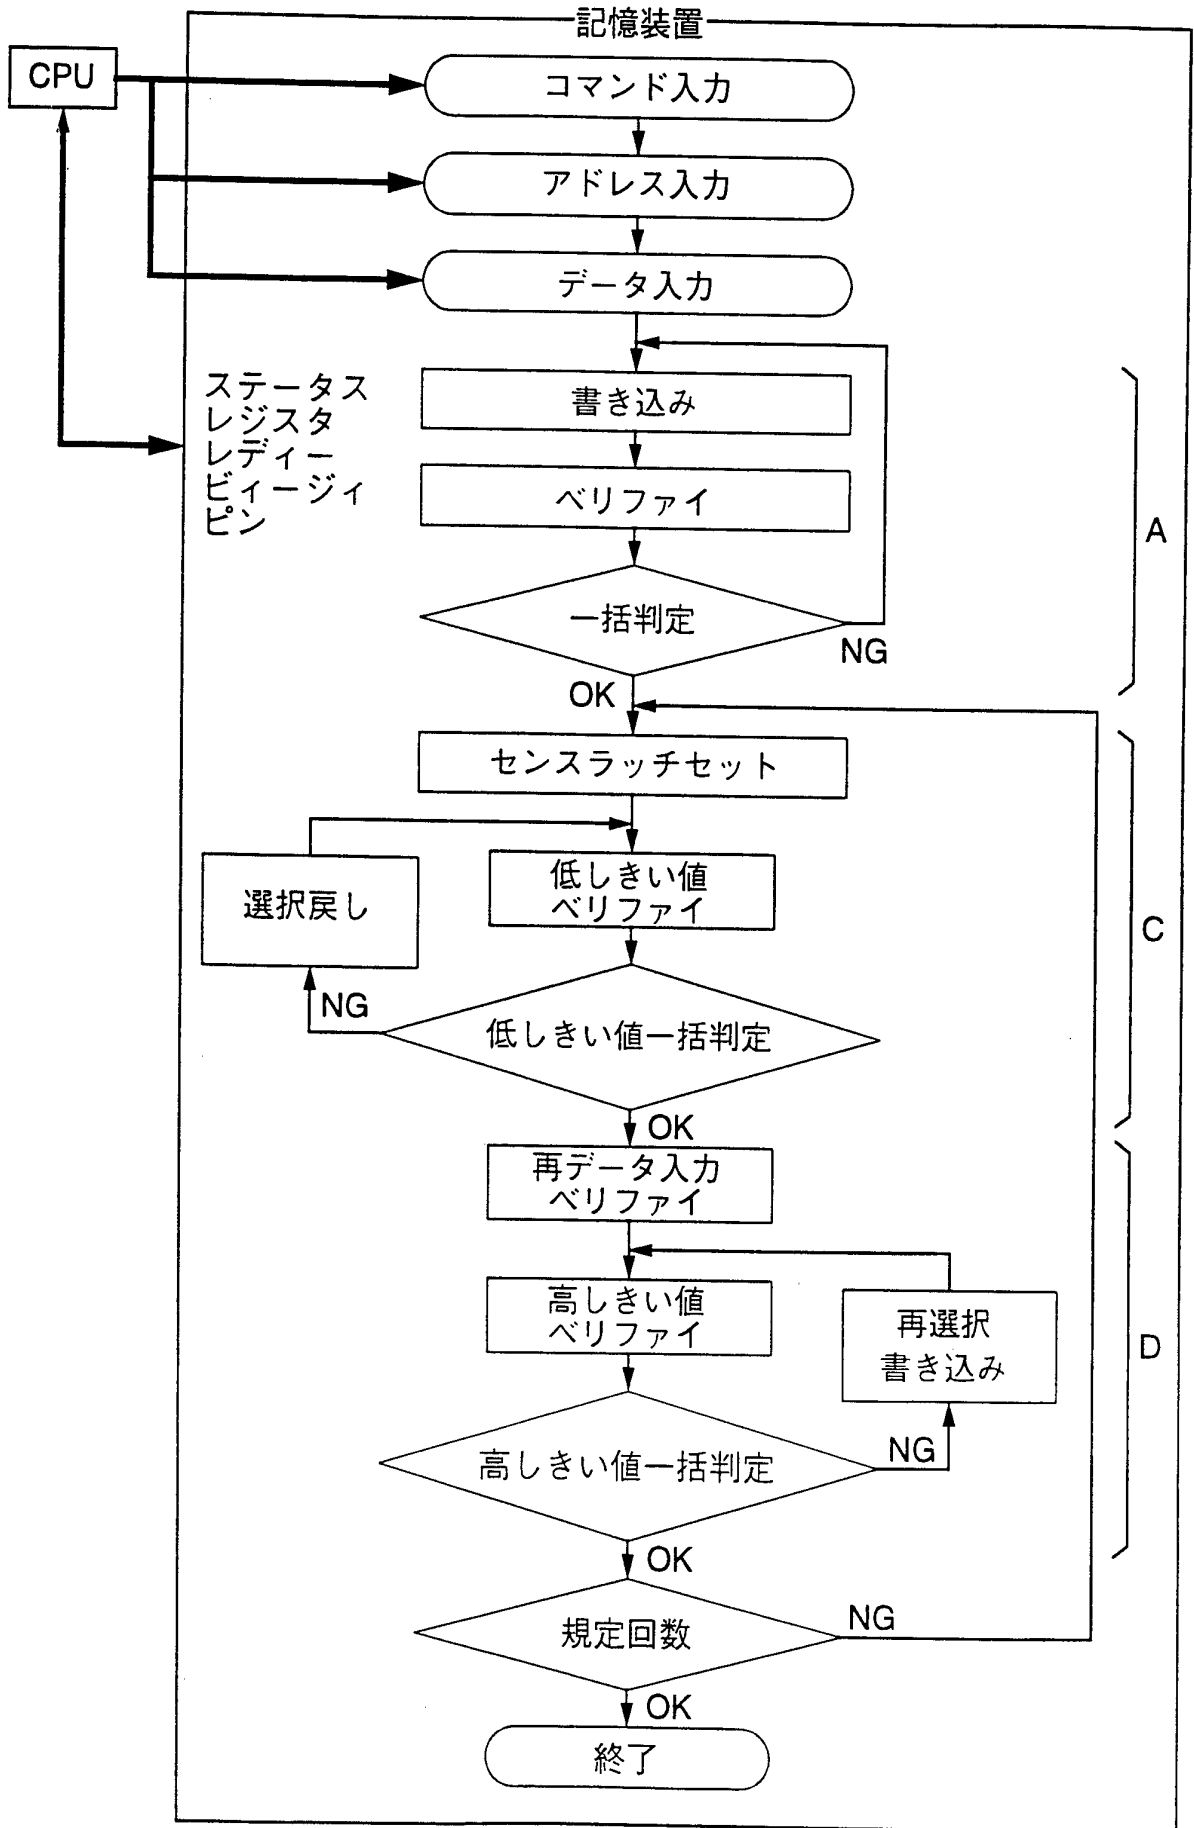 記憶装置
CPU
コマンド入力
アドレス入力
データ入力
ステータス
レジスタ
レディー
ビィージィ
ピン
書き込み
ベリファイ
一括判定
NG
OK
A
センスラッチセット
選択戻し
低しきい値
ベリファイ
NG
低しきい値一括判定
OK
C
再データ入力
ベリファイ
高しきい値
ベリファイ
再選択
書き込み
高しきい値一括判定
NG
OK
D
規定回数
NG
OK
終了